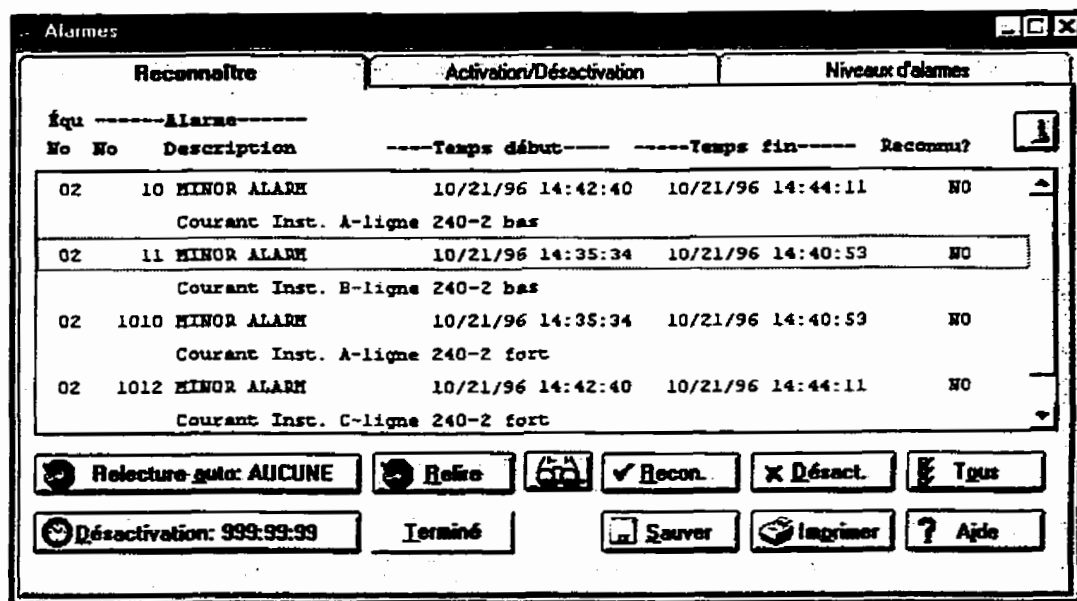 Alarmes
Reconnaître Activation/Désactivation Niveaux d'alarmes
Équ ------Alarme------
No No Description ----Temps début---- -----Temps fin----- Reconnu?
02 10 MINOR ALARM 10/21/96 14:42:40 10/21/96 14:44:11 NO
Courant Inst. A-ligne 240-2 bas
02 11 MINOR ALARM 10/21/96 14:35:34 10/21/96 14:40:53 NO
Courant Inst. B-ligne 240-2 bas
02 1010 MINOR ALARM 10/21/96 14:35:34 10/21/96 14:40:53 NO
Courant Inst. A-ligne 240-2 fort
02 1012 MINOR ALARM 10/21/96 14:42:40 10/21/96 14:44:11 NO
Courant Inst. C-ligne 240-2 fort
Relecture auto: AUCUNE Relire Recon. Désact. Tous
Désactivation: 999:99:99 Terminé Sauver Imprimer ? Aide